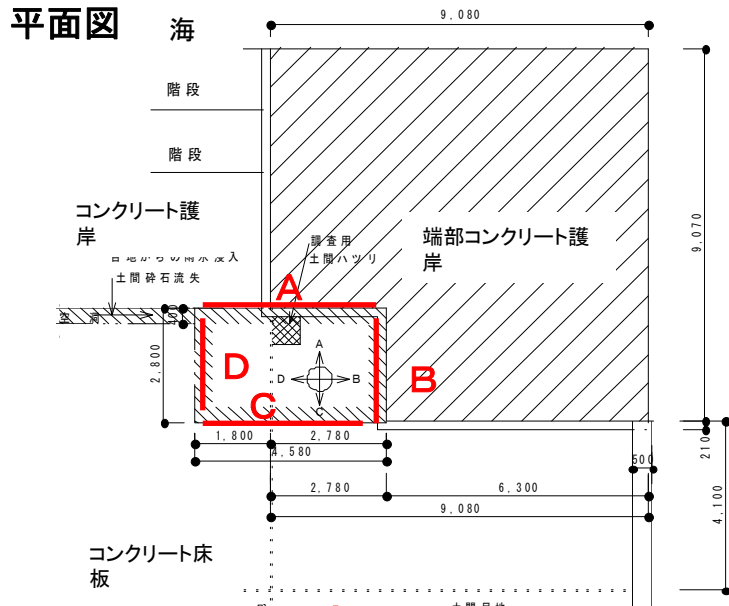 平面図
海
9,080
階段
階段
コンクリート護
岸
調査用
土間ハツリ
端部コンクリート護
岸
9,070
土間砕石流失
A
2,800
D
B
C
A
D
B
C
1,800
2,780
4,580
2,780
6,300
9,080
500
210
4,100
コンクリート床
板